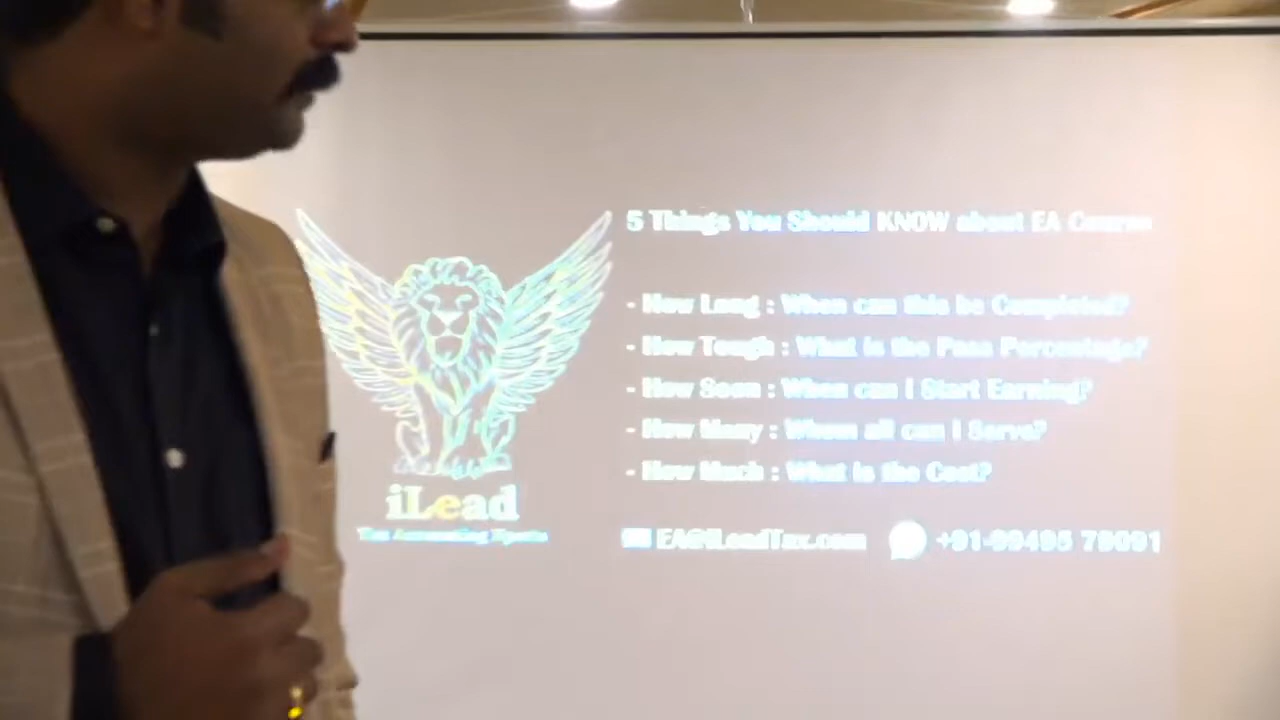 5 Things You Should KNOW about EA Course
- How Long : When can this be Completed?
- How Tough : What is the Pass Percentage?
- How Soon : When can I Start Earning?
- How Many : Whom all can I Serve?
- How Much : What is the Cost?
iLead
EA@iLeadTax.com
+91-99495 78091